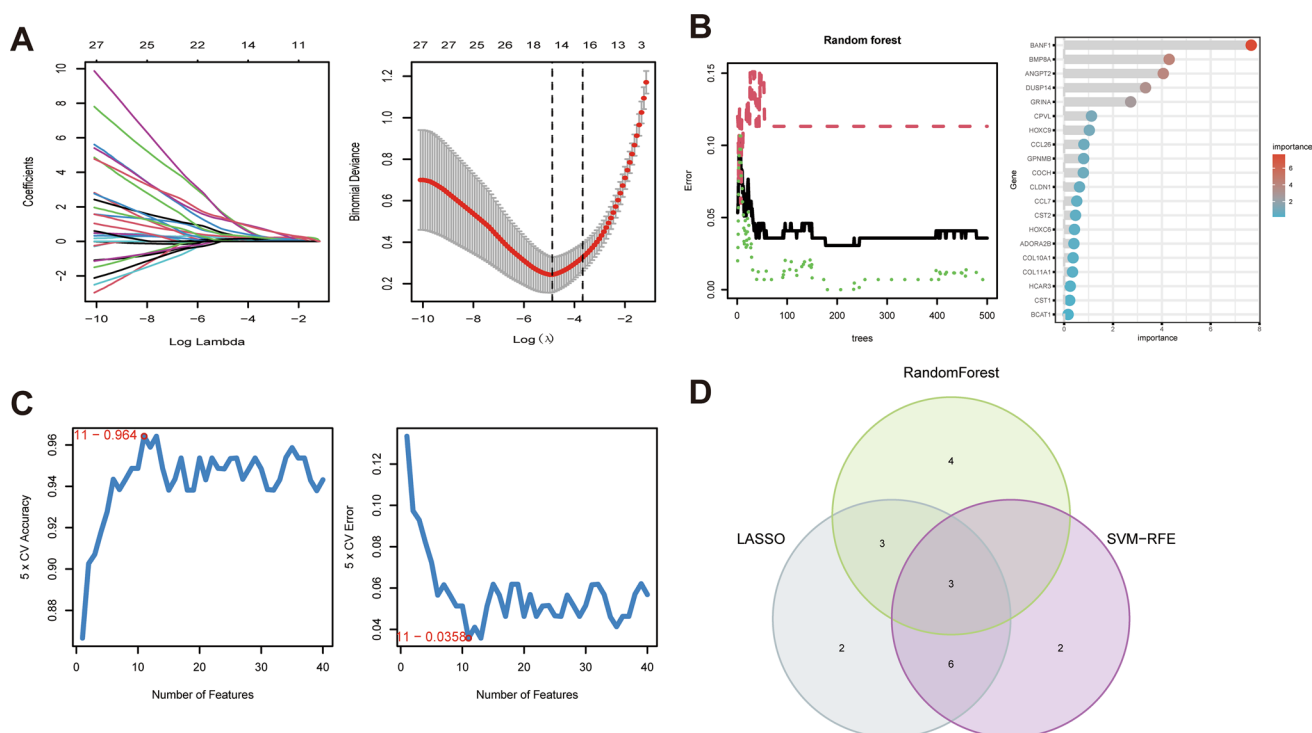 A
27 25 22 14 11
10
8
6
4
2
0
−2
Coefficients
−10 −8 −6 −4 −2
Log Lambda
27 27 25 26 18 14 16 13 3
1.2
1.0
0.8
0.6
0.4
0.2
Binomial Deviance
−10 −8 −6 −4 −2
Log (λ)
B
Random forest
0.15
0.10
0.05
0.00
Error
0 100 200 300 400 500
trees
BANF1
BMP8A
ANGPT2
DUSP14
GRINA
CPVL
HOXC9
CCL26
GPNMB
COCH
CLDN1
CCL7
CST2
HOXC6
ADORA2B
COL10A1
COL11A1
HCAR3
CST1
BCAT1
Gene
0 2 4 6 8
importance
importance
6
4
2
C
11 − 0.964
0.96
0.94
0.92
0.90
0.88
5 x CV Accuracy
0 10 20 30 40
Number of Features
0.12
0.10
0.08
0.06
0.04
11 − 0.0358
5 x CV Error
0 10 20 30 40
Number of Features
D
RandomForest
4
LASSO
SVM−RFE
3
3
2
6
2